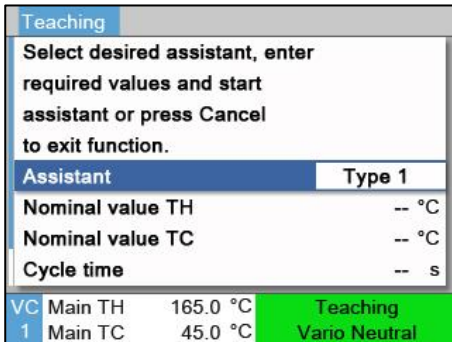 Teaching
Select desired assistant, enter
required values and start
assistant or press Cancel
to exit function.
Assistant Type 1
Nominal value TH -- °C
Nominal value TC -- °C
Cycle time -- s
VC Main TH 165.0 °C Teaching
1 Main TC 45.0 °C Vario Neutral